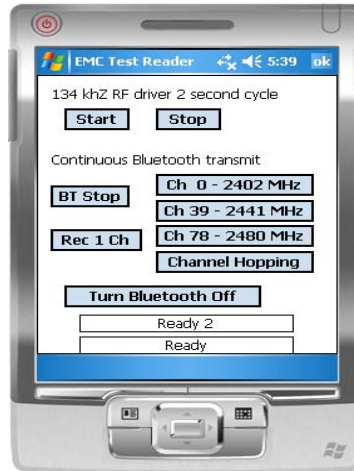 EMC Test Reader 5:39 ok
134 khZ RF driver 2 second cycle
Start Stop
Continuous Bluetooth transmit
BT Stop
Ch 0 - 2402 MHz
Ch 39 - 2441 MHz
Rec 1 Ch
Ch 78 - 2480 MHz
Channel Hopping
Turn Bluetooth Off
Ready 2
Ready